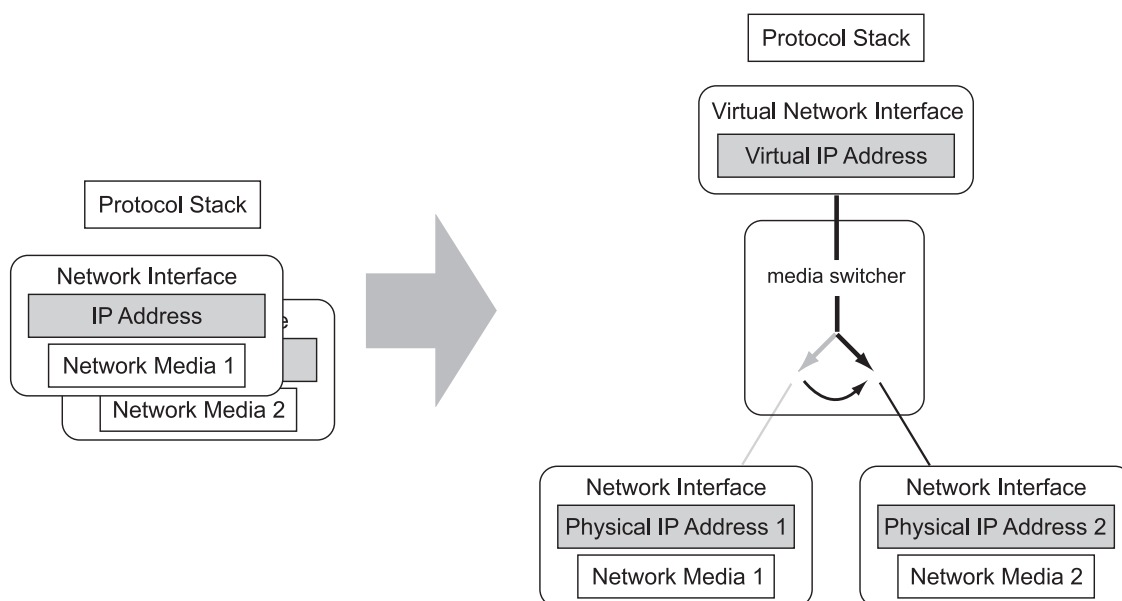 Protocol Stack
Network Interface
IP Address
Network Media 1
e
Network Media 2
Protocol Stack
Virtual Network Interface
Virtual IP Address
media switcher
Network Interface
Physical IP Address 1
Network Media 1
Network Interface
Physical IP Address 2
Network Media 2